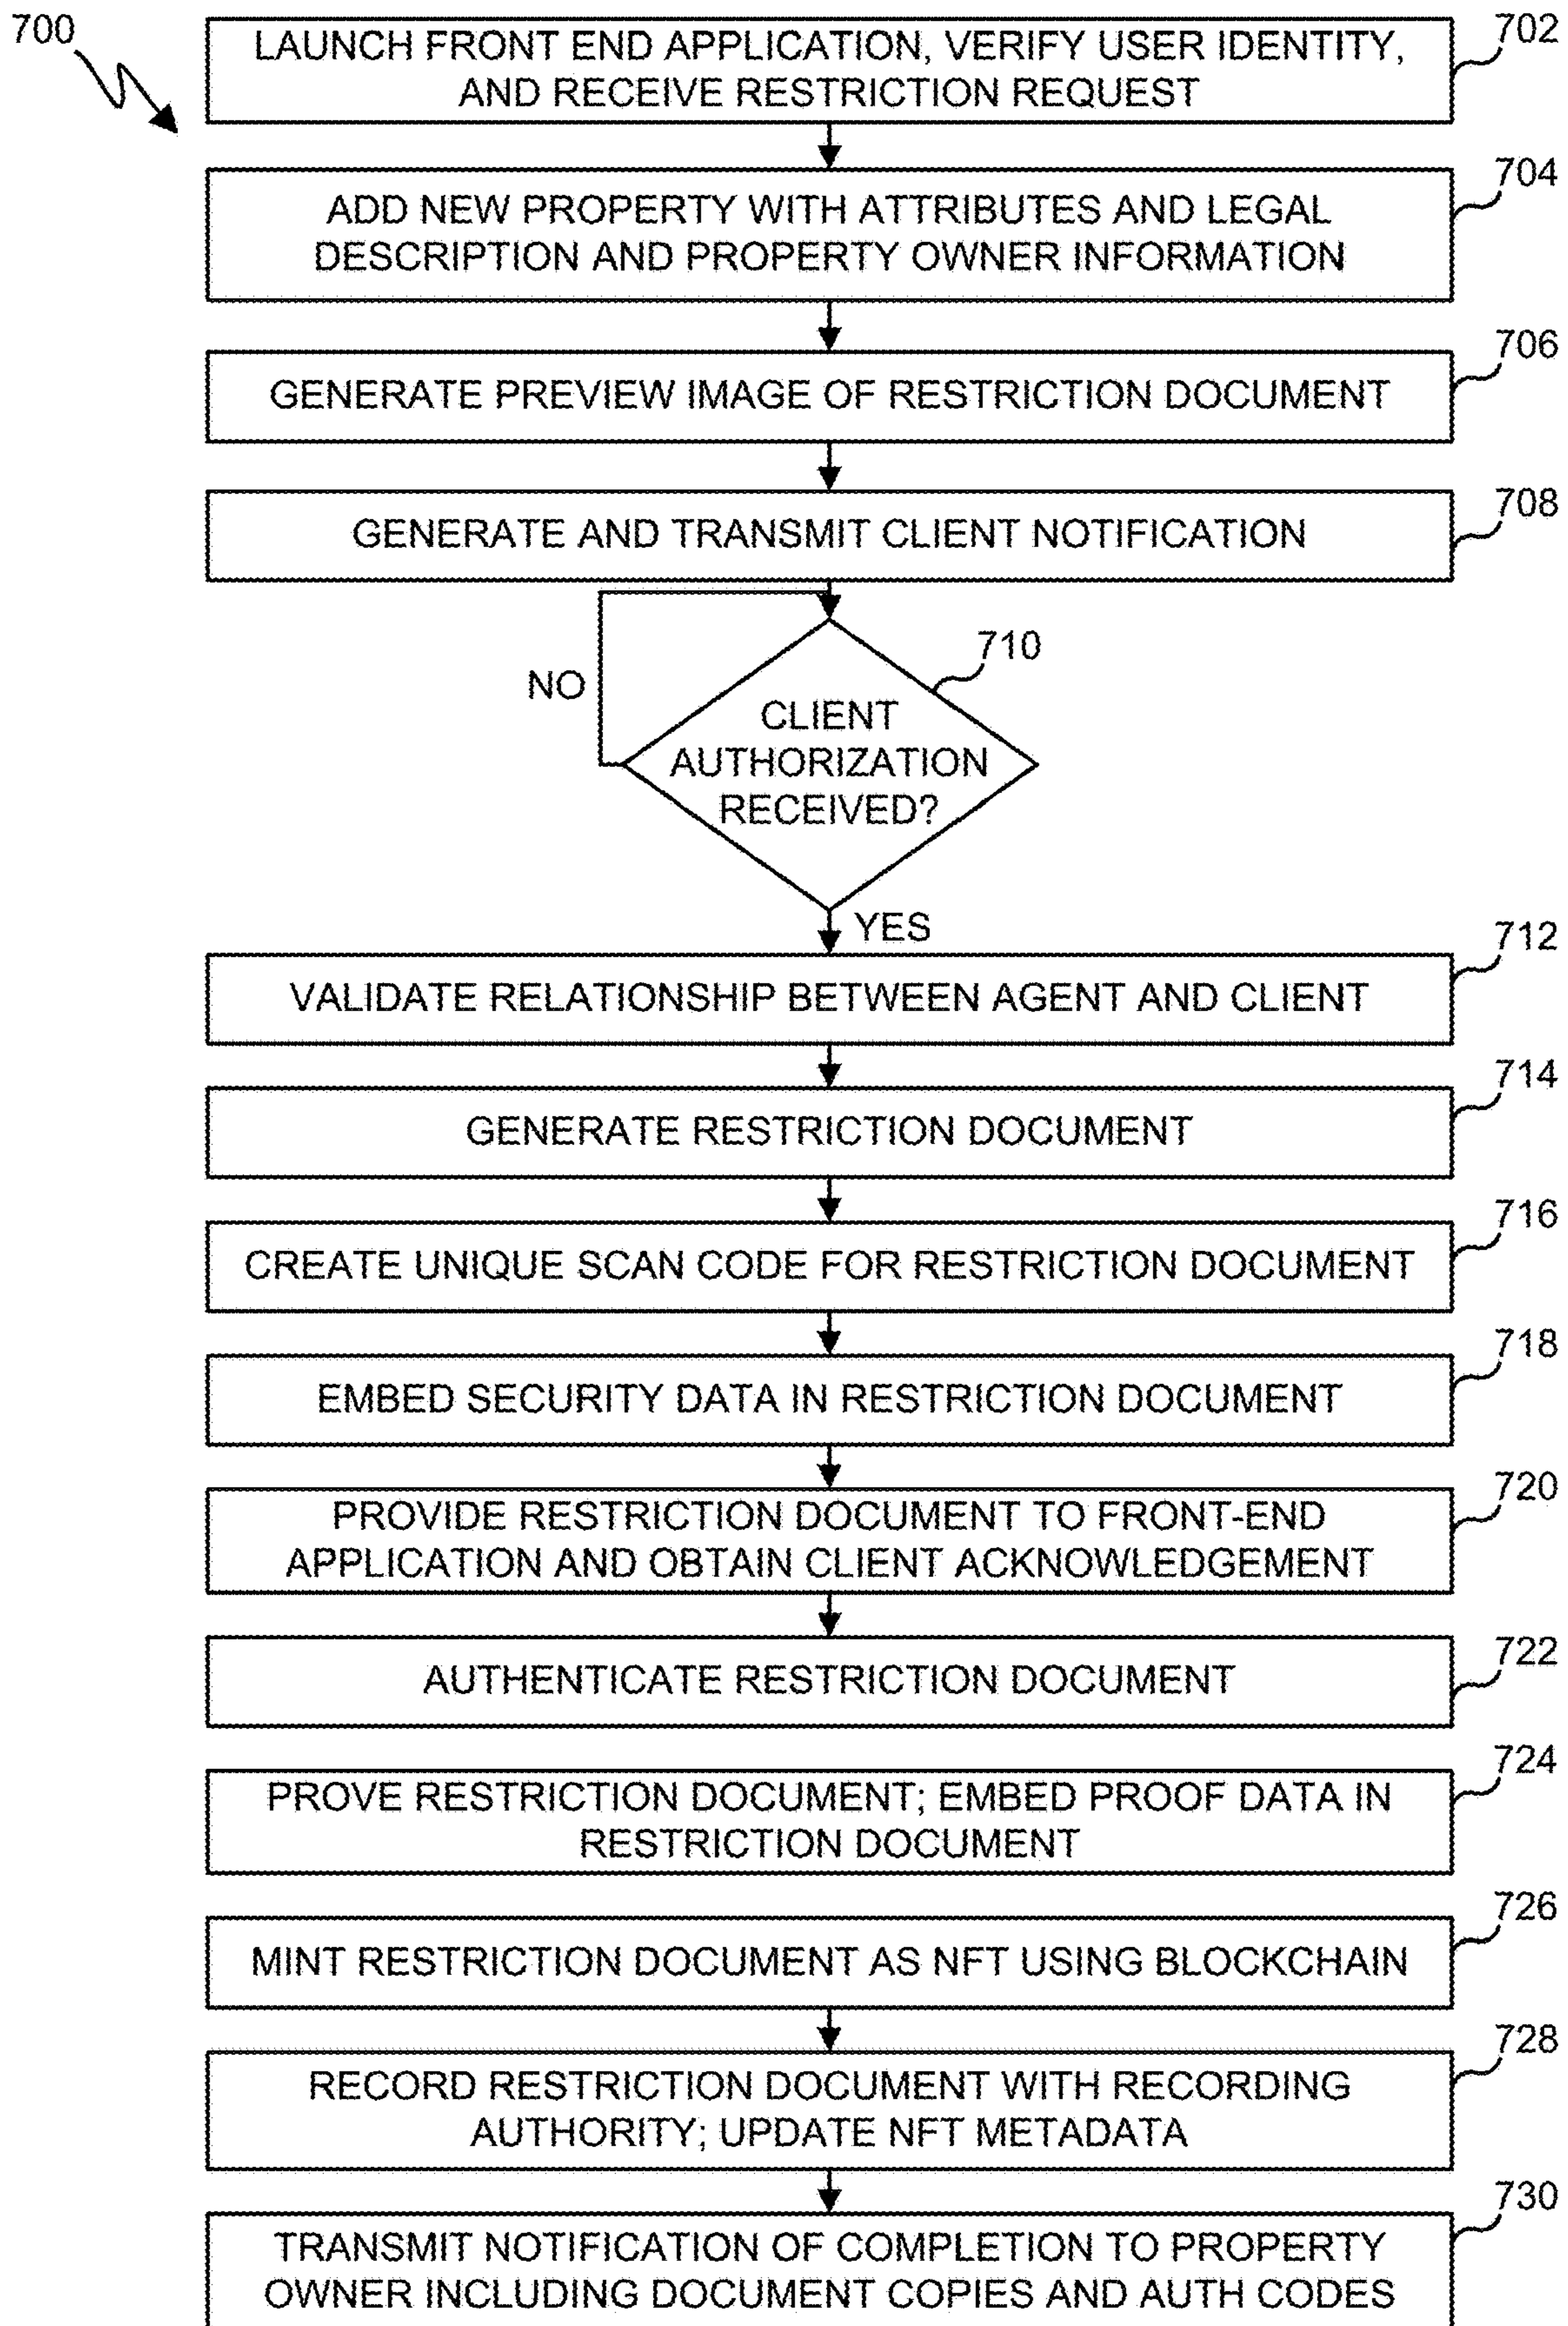 700
LAUNCH FRONT END APPLICATION, VERIFY USER IDENTITY,
AND RECEIVE RESTRICTION REQUEST
702
ADD NEW PROPERTY WITH ATTRIBUTES AND LEGAL
DESCRIPTION AND PROPERTY OWNER INFORMATION
704
GENERATE PREVIEW IMAGE OF RESTRICTION DOCUMENT
706
GENERATE AND TRANSMIT CLIENT NOTIFICATION
708
NO
CLIENT
AUTHORIZATION
RECEIVED?
710
YES
VALIDATE RELATIONSHIP BETWEEN AGENT AND CLIENT
712
GENERATE RESTRICTION DOCUMENT
714
CREATE UNIQUE SCAN CODE FOR RESTRICTION DOCUMENT
716
EMBED SECURITY DATA IN RESTRICTION DOCUMENT
718
PROVIDE RESTRICTION DOCUMENT TO FRONT-END
APPLICATION AND OBTAIN CLIENT ACKNOWLEDGEMENT
720
AUTHENTICATE RESTRICTION DOCUMENT
722
PROVE RESTRICTION DOCUMENT; EMBED PROOF DATA IN
RESTRICTION DOCUMENT
724
MINT RESTRICTION DOCUMENT AS NFT USING BLOCKCHAIN
726
RECORD RESTRICTION DOCUMENT WITH RECORDING
AUTHORITY; UPDATE NFT METADATA
728
TRANSMIT NOTIFICATION OF COMPLETION TO PROPERTY
OWNER INCLUDING DOCUMENT COPIES AND AUTH CODES
730